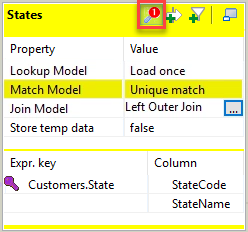 States
Property Value
Lookup Model Load once
Match Model Unique match
Join Model Left Outer Join ...
Store temp data false
Expr. key Column
Customers.State StateCode
StateName